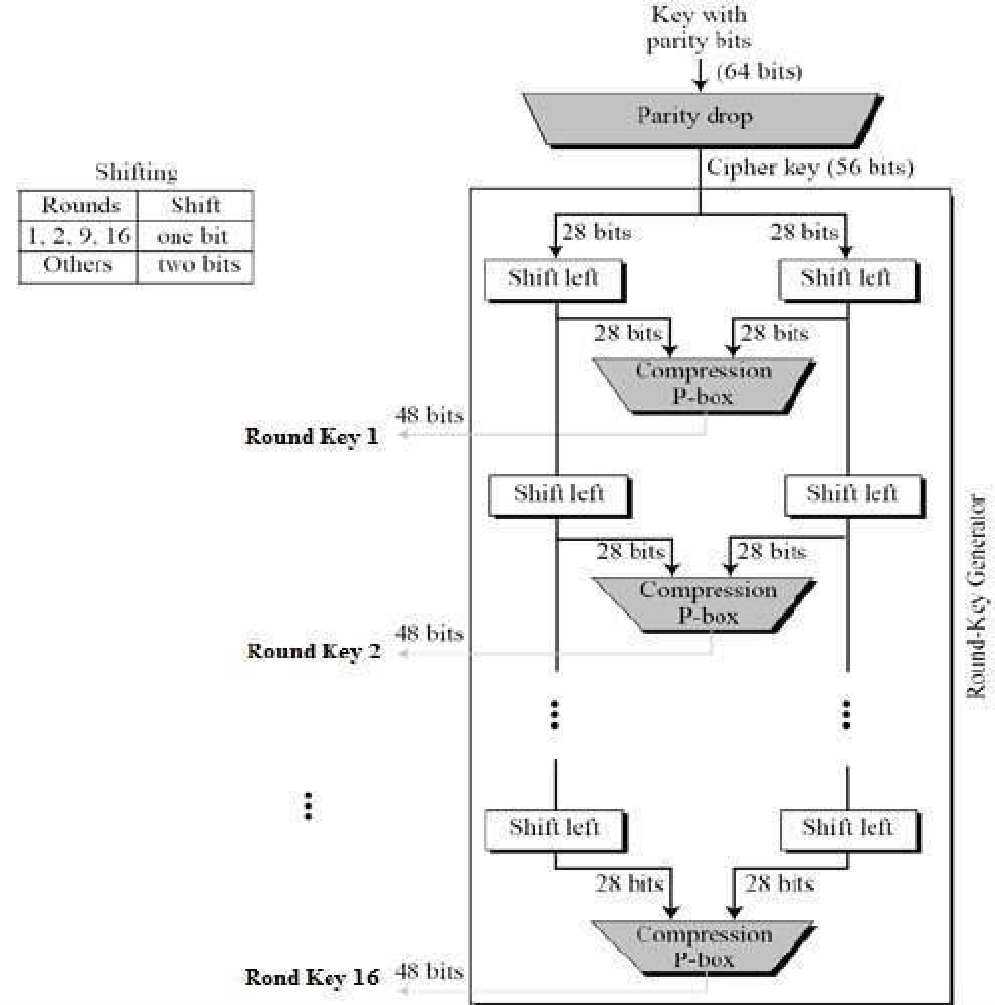 Key with
parity bits
(64 bits)
Parity drop
Cipher key (56 bits)
Shifting
Rounds Shift
1, 2, 9, 16 one bit
Others two bits
28 bits 28 bits
Shift left Shift left
28 bits 28 bits
Compression
P-box
48 bits
Round Key 1
Shift left Shift left
28 bits 28 bits
Compression
P-box
48 bits
Round Key 2
Round-Key Generator
Shift left Shift left
28 bits 28 bits
Compression
P-box
48 bits
Rond Key 16